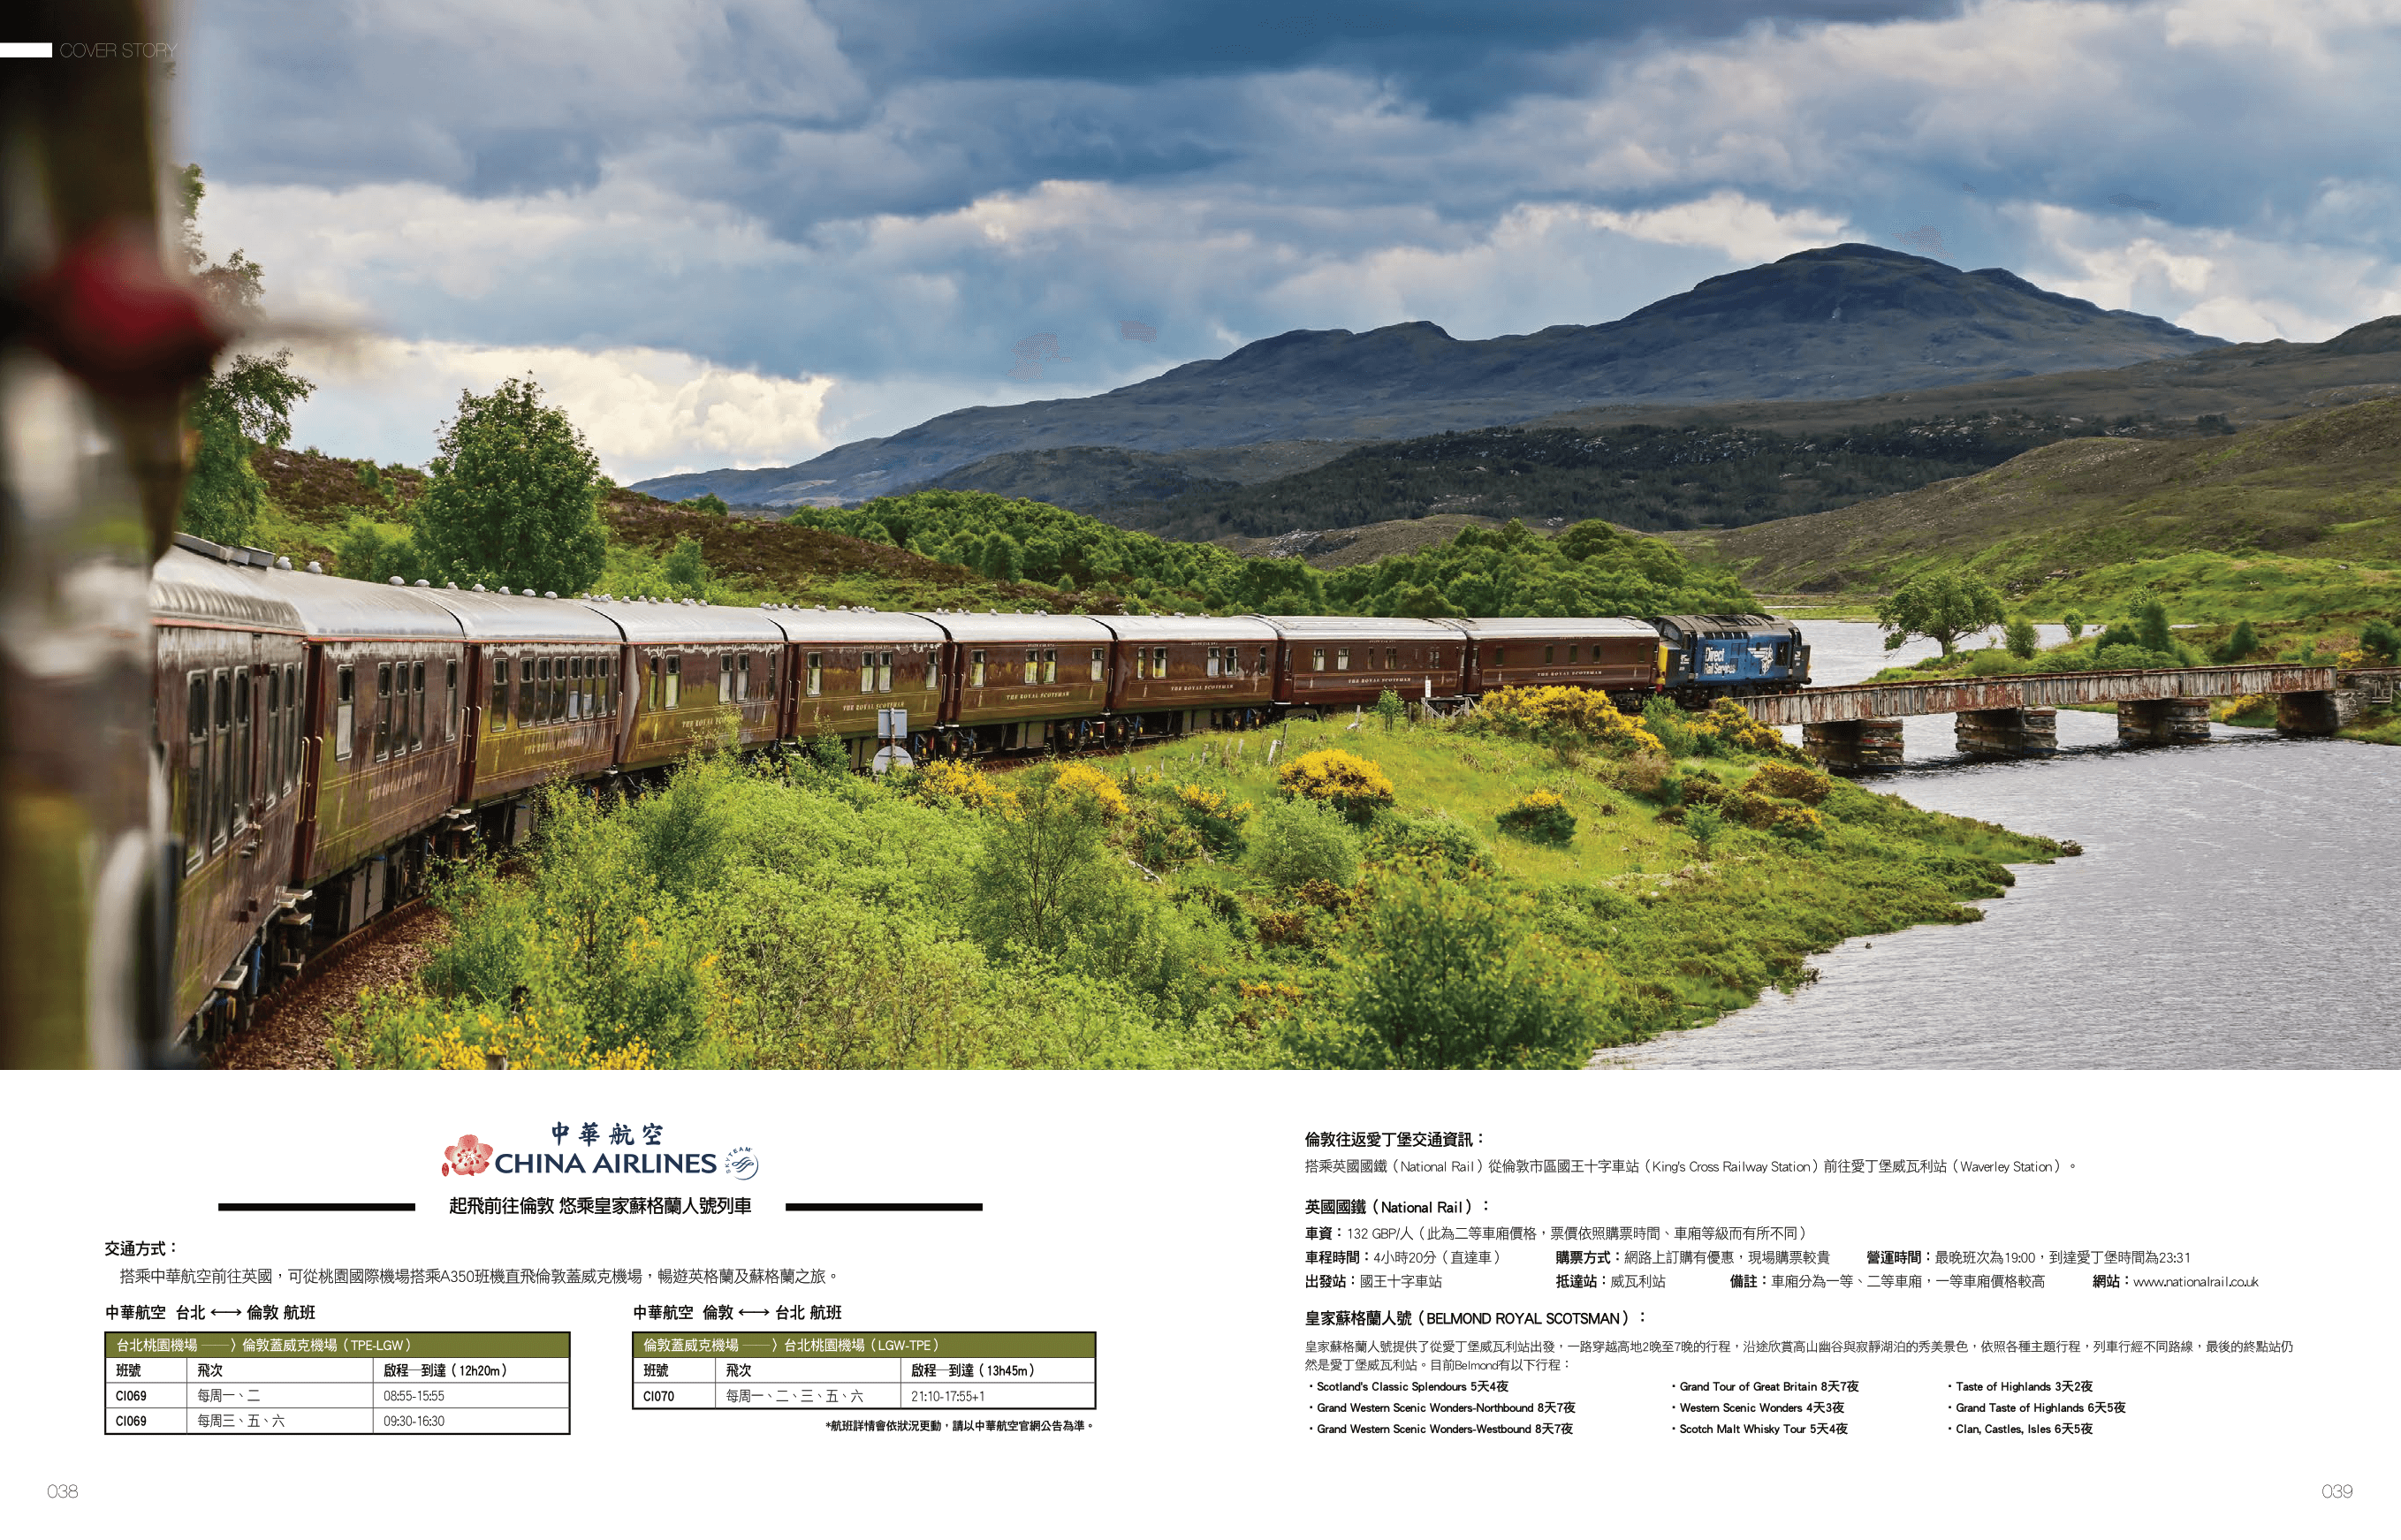 COVER STORY
THE ROYAL SCOTSMAN
THE ROYAL SCOTSMAN
THE ROYAL SCOTSMAN
THE ROYAL SCOTSMAN
THE ROYAL SCOTSMAN
THE ROYAL SCOTSMAN
THE ROYAL SCOTSMAN
Direct
Rail Services
中華航空
CHINA AIRLINES
SKYTEAM
起飛前往倫敦 悠乘皇家蘇格蘭人號列車
交通方式：
搭乘中華航空前往英國，可從桃園國際機場搭乘A350班機直飛倫敦蓋威克機場，暢遊英格蘭及蘇格蘭之旅。
中華航空 台北 ⟷ 倫敦 航班
台北桃園機場 ──〉倫敦蓋威克機場（TPE-LGW）
班號 飛次 啟程─到達（12h20m）
CI069 每周一、二 08:55-15:55
CI069 每周三、五、六 09:30-16:30
中華航空 倫敦 ⟷ 台北 航班
倫敦蓋威克機場 ──〉台北桃園機場（LGW-TPE）
班號 飛次 啟程─到達（13h45m）
CI070 每周一、二、三、五、六 21:10-17:55+1
*航班詳情會依狀況更動，請以中華航空官網公告為準。
038
倫敦往返愛丁堡交通資訊：
搭乘英國國鐵（National Rail）從倫敦市區國王十字車站（King's Cross Railway Station）前往愛丁堡威瓦利站（Waverley Station）。
英國國鐵（National Rail）：
車資：132 GBP/人（此為二等車廂價格，票價依照購票時間、車廂等級而有所不同）
車程時間：4小時20分（直達車） 購票方式：網路上訂購有優惠，現場購票較貴 營運時間：最晚班次為19:00，到達愛丁堡時間為23:31
出發站：國王十字車站 抵達站：威瓦利站 備註：車廂分為一等、二等車廂，一等車廂價格較高 網站：www.nationalrail.co.uk
皇家蘇格蘭人號（BELMOND ROYAL SCOTSMAN）：
皇家蘇格蘭人號提供了從愛丁堡威瓦利站出發，一路穿越高地2晚至7晚的行程，沿途欣賞高山幽谷與寂靜湖泊的秀美景色，依照各種主題行程，列車行經不同路線，最後的終點站仍
然是愛丁堡威瓦利站。目前Belmond有以下行程：
・Scotland's Classic Splendours 5天4夜 ・Grand Tour of Great Britain 8天7夜 ・Taste of Highlands 3天2夜
・Grand Western Scenic Wonders-Northbound 8天7夜 ・Western Scenic Wonders 4天3夜 ・Grand Taste of Highlands 6天5夜
・Grand Western Scenic Wonders-Westbound 8天7夜 ・Scotch Malt Whisky Tour 5天4夜 ・Clan, Castles, Isles 6天5夜
039